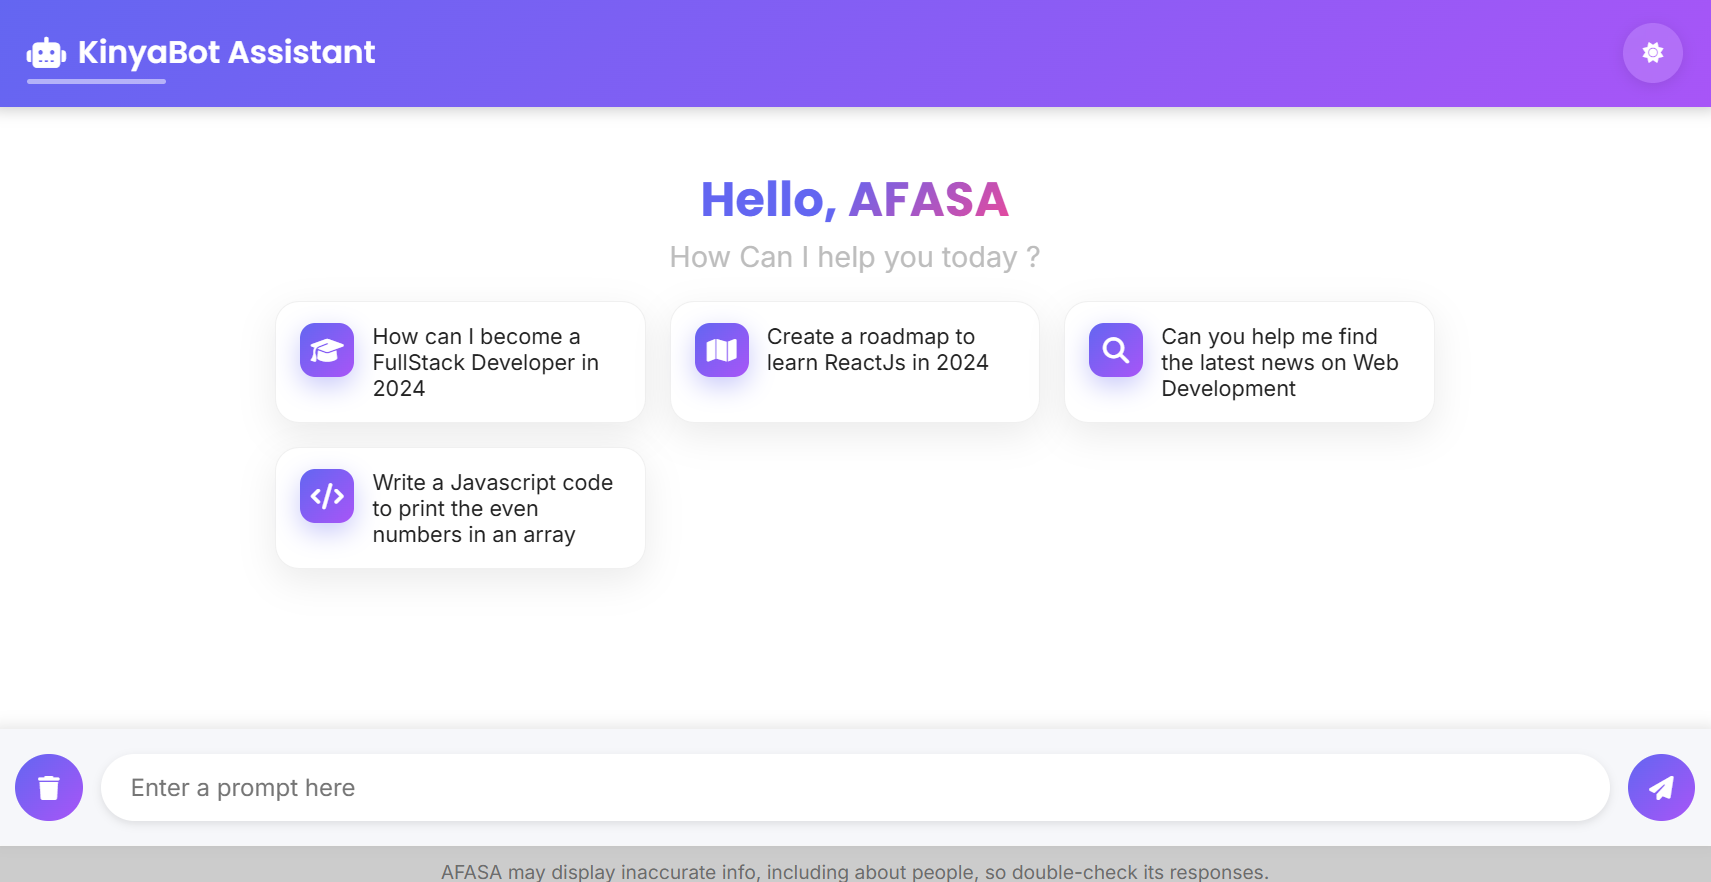 KinyaBot Assistant
Hello, AFASA
How Can I help you today ?
How can I become a
FullStack Developer in
2024
Create a roadmap to
learn ReactJs in 2024
Can you help me find
the latest news on Web
Development
Write a Javascript code
to print the even
numbers in an array
Enter a prompt here
AFASA may display inaccurate info, including about people, so double-check its responses.